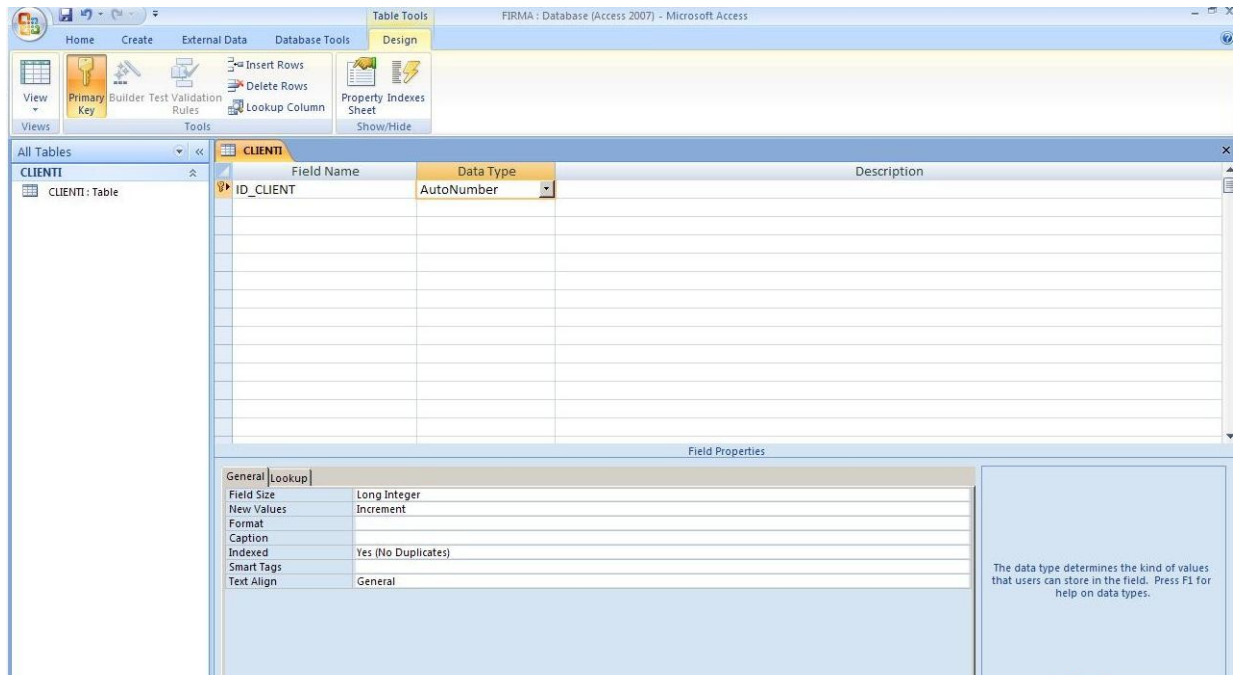 Table Tools
FIRMA : Database (Access 2007) - Microsoft Access
Home Create External Data Database Tools Design
View
Primary Key
Builder
Test Validation Rules
Insert Rows
Delete Rows
Lookup Column
Property Sheet
Indexes
Views Tools Show/Hide
All Tables
CLIENTI
CLIENTI : Table
CLIENTI
Field Name Data Type Description
ID_CLIENT AutoNumber
Field Properties
General Lookup
Field Size Long Integer
New Values Increment
Format
Caption
Indexed Yes (No Duplicates)
Smart Tags
Text Align General
The data type determines the kind of values
that users can store in the field. Press F1 for
help on data types.